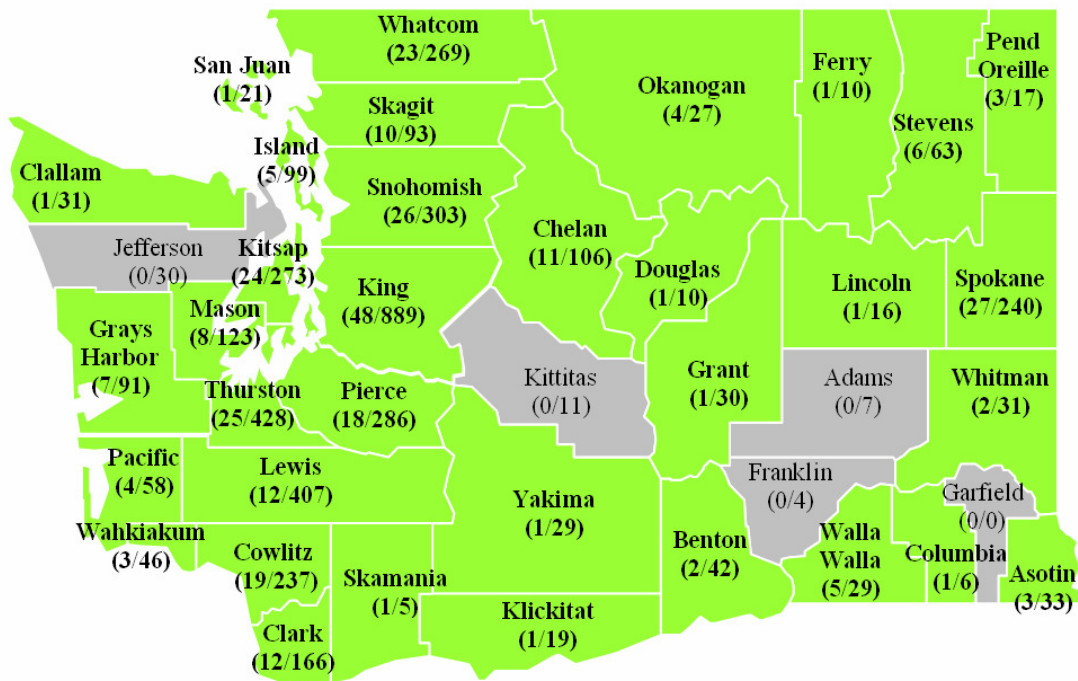 Whatcom
(23/269)
San Juan
(1/21)
Skagit
(10/93)
Okanogan
(4/27)
Ferry
(1/10)
Pend
Oreille
(3/17)
Stevens
(6/63)
Island
(5/99)
Clallam
(1/31)
Snohomish
(26/303)
Chelan
(11/106)
Jefferson
(0/30)
Kitsap
(24/273)
Douglas
(1/10)
Lincoln
(1/16)
Spokane
(27/240)
King
(48/889)
Mason
(8/123)
Grays
Harbor
(7/91)
Kittitas
(0/11)
Grant
(1/30)
Adams
(0/7)
Whitman
(2/31)
Thurston
(25/428)
Pierce
(18/286)
Pacific
(4/58)
Lewis
(12/407)
Yakima
(1/29)
Franklin
(0/4)
Garfield
(0/0)
Wahkiakum
(3/46)
Cowlitz
(19/237)
Skamania
(1/5)
Benton
(2/42)
Walla
Walla
(5/29)
Columbia
(1/6)
Asotin
(3/33)
Klickitat
(1/19)
Clark
(12/166)